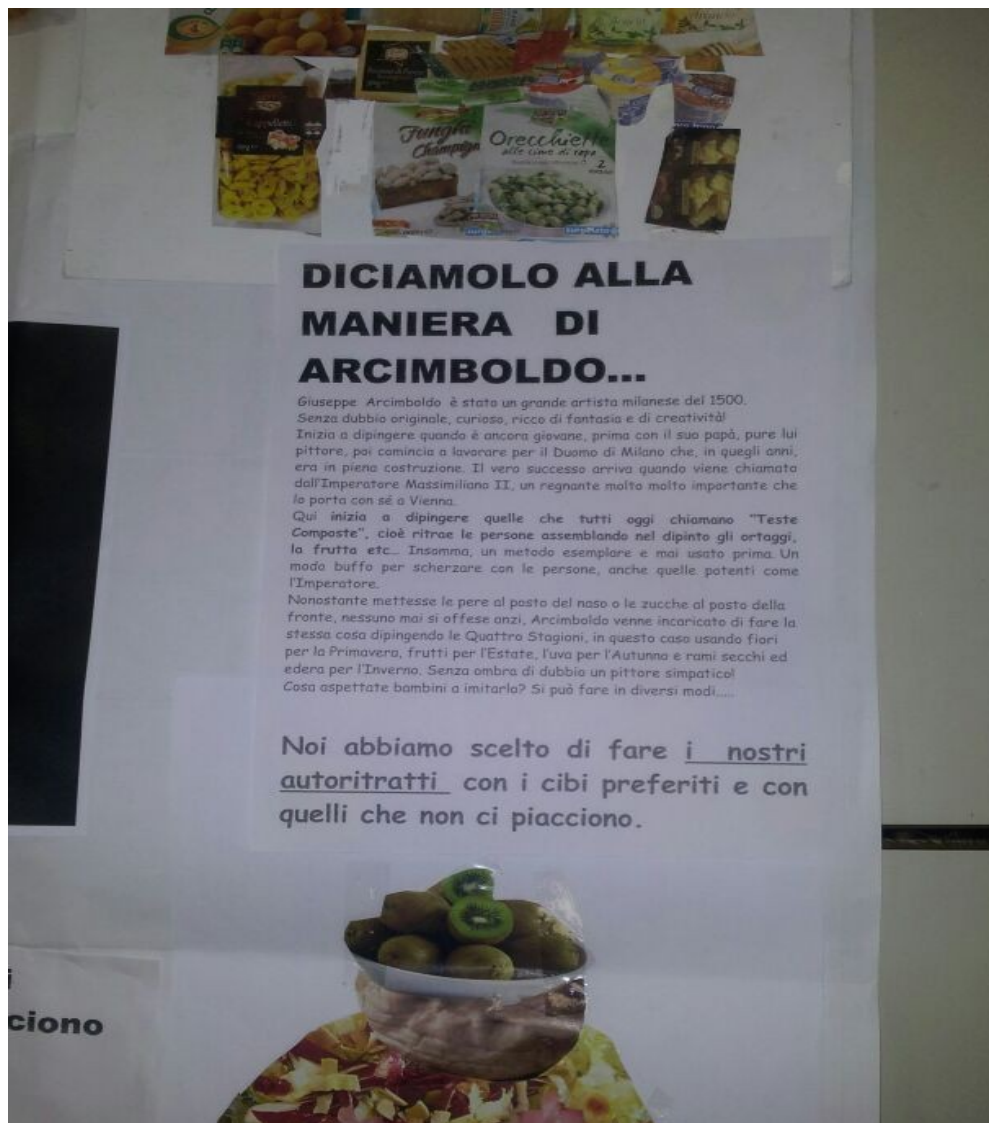 Cappelletti
Funghi
Champign
Orecchiette
alle cime di rapa
2
DICIAMOLO ALLA
MANIERA DI
ARCIMBOLDO...
Giuseppe Arcimboldo è stato un grande artista milanese del 1500.
Senza dubbio originale, curioso, ricco di fantasia e di creatività!
Inizia a dipingere quando è ancora giovane, prima con il suo papà, pure lui
pittore, poi comincia a lavorare per il Duomo di Milano che, in quegli anni,
era in piena costruzione. Il vero successo arriva quando viene chiamato
dall'Imperatore Massimiliano II, un regnante molto molto importante che
lo porta con sé a Vienna.
Qui inizia a dipingere quelle che tutti oggi chiamano "Teste
Composte", cioè ritrae le persone assemblando nel dipinto gli ortaggi,
la frutta etc... Insomma, un metodo esemplare e mai usato prima. Un
modo buffo per scherzare con le persone, anche quelle potenti come
l'Imperatore.
Nonostante mettesse le pere al posto del naso o le zucche al posto della
fronte, nessuno mai si offese anzi, Arcimboldo venne incaricato di fare la
stessa cosa dipingendo le Quattro Stagioni, in questo caso usando fiori
per la Primavera, frutti per l'Estate, l'uva per l'Autunno e rami secchi ed
edera per l'Inverno. Senza ombra di dubbio un pittore simpatico!
Cosa aspettate bambini a imitarlo? Si può fare in diversi modi.....
Noi abbiamo scelto di fare i nostri
autoritratti con i cibi preferiti e con
quelli che non ci piacciono.
i
ciono